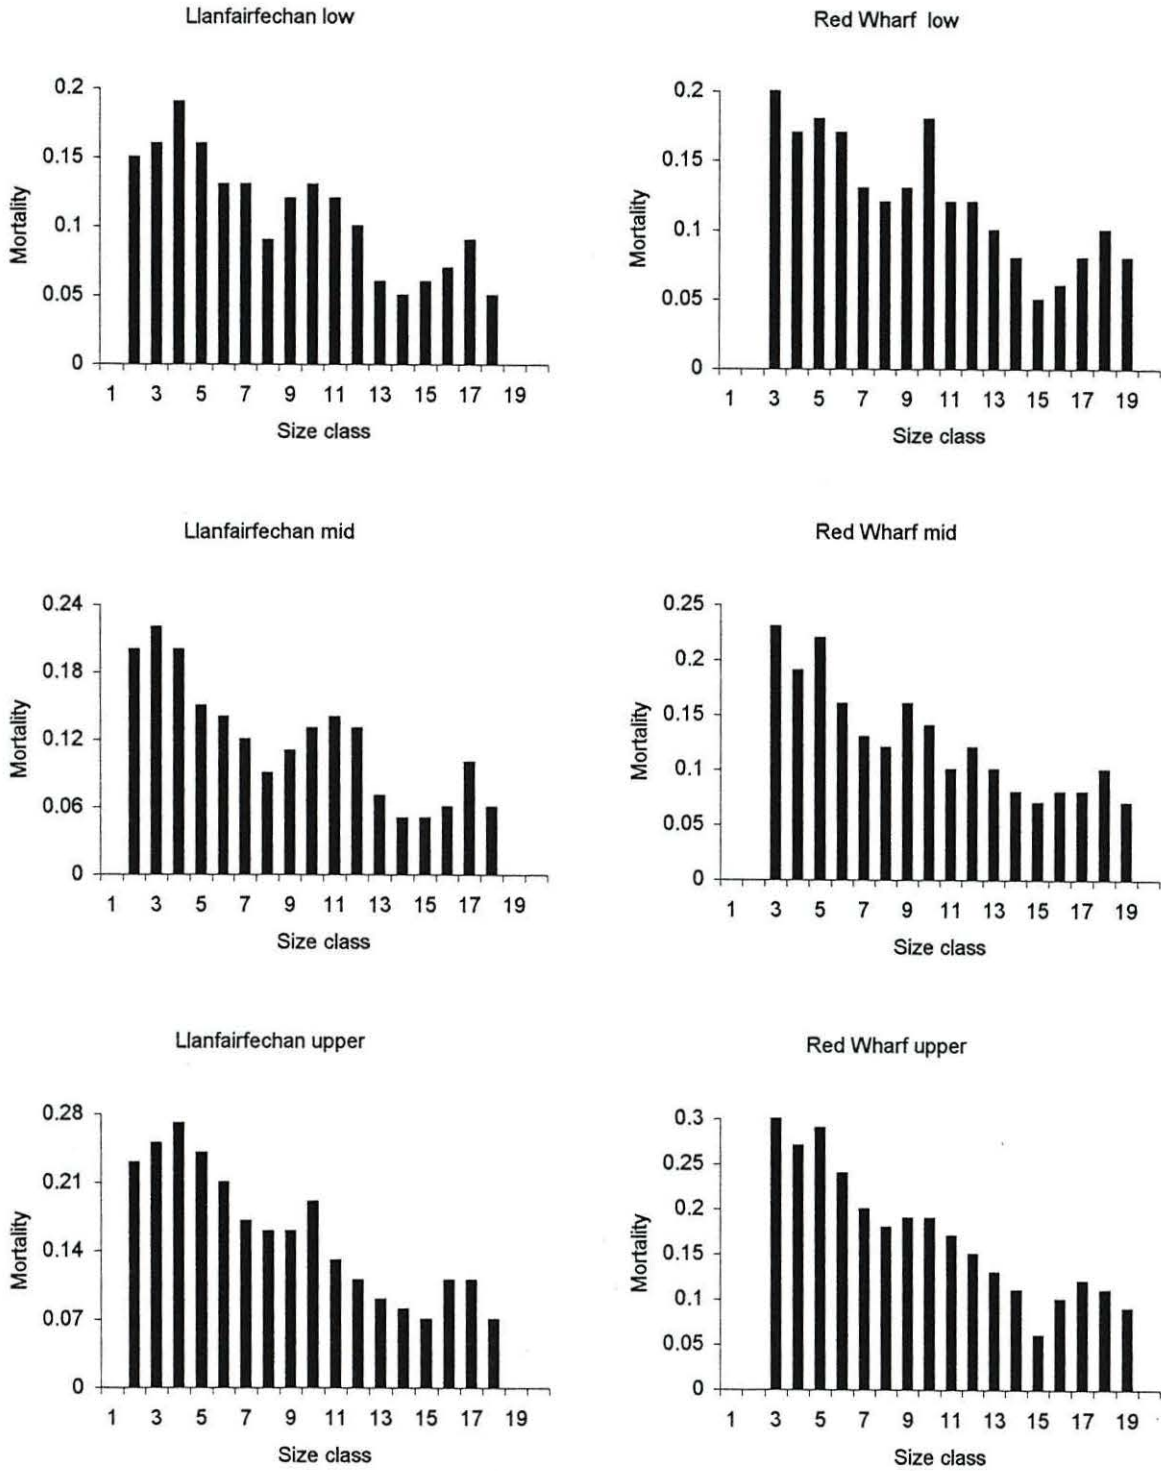 Llanfairfechan low
0.2
0.15
0.1
0.05
0
Mortality
1 3 5 7 9 11 13 15 17 19
Size class
Red Wharf low
0.2
0.15
0.1
0.05
0
Mortality
1 3 5 7 9 11 13 15 17 19
Size class
Llanfairfechan mid
0.24
0.18
0.12
0.06
0
Mortality
1 3 5 7 9 11 13 15 17 19
Size class
Red Wharf mid
0.25
0.2
0.15
0.1
0.05
0
Mortality
1 3 5 7 9 11 13 15 17 19
Size class
Llanfairfechan upper
0.28
0.21
0.14
0.07
0
Mortality
1 3 5 7 9 11 13 15 17 19
Size class
Red Wharf upper
0.3
0.25
0.2
0.15
0.1
0.05
0
Mortality
1 3 5 7 9 11 13 15 17 19
Size class